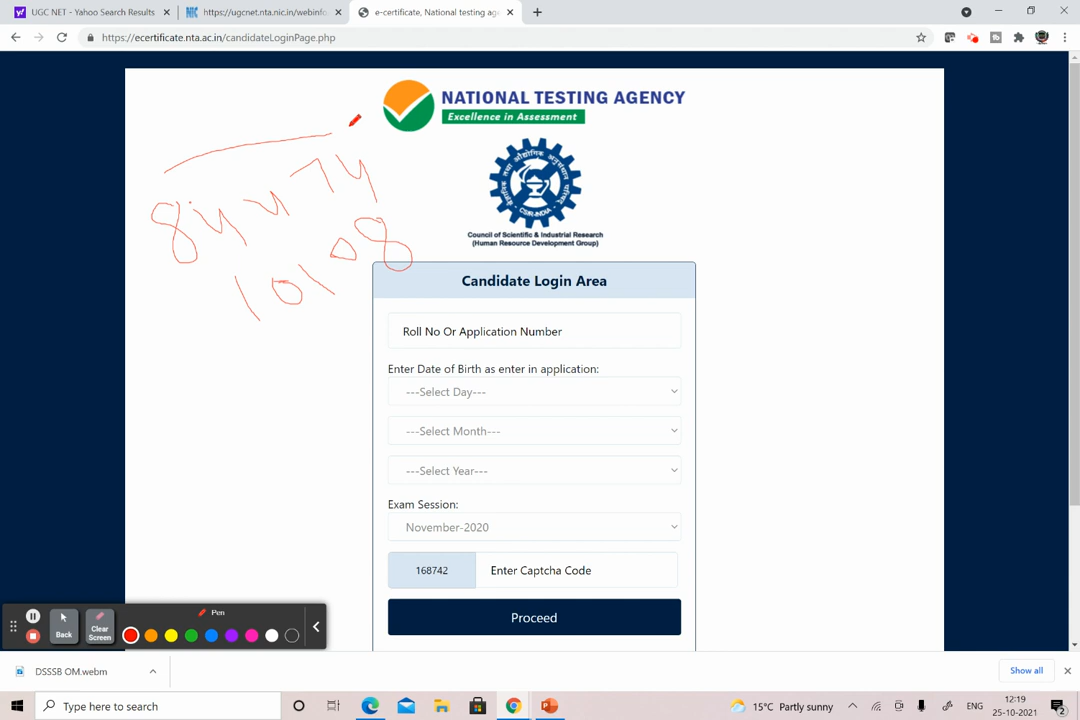 UGC NET - Yahoo Search Results
https://ugcnet.nta.nic.in/webinfo
e-certificate, National testing age
https://ecertificate.nta.ac.in/candidateLoginPage.php
NATIONAL TESTING AGENCY
Excellence in Assessment
CSIR-INDIA
Council of Scientific & Industrial Research
(Human Resource Development Group)
Candidate Login Area
Roll No Or Application Number
Enter Date of Birth as enter in application:
---Select Day---
---Select Month---
---Select Year---
Exam Session:
November-2020
168742
Enter Captcha Code
Proceed
Pen
Back
Clear
Screen
DSSSB OM.webm
Show all
Type here to search
15°C Partly sunny
ENG
12:19
25-10-2021
2